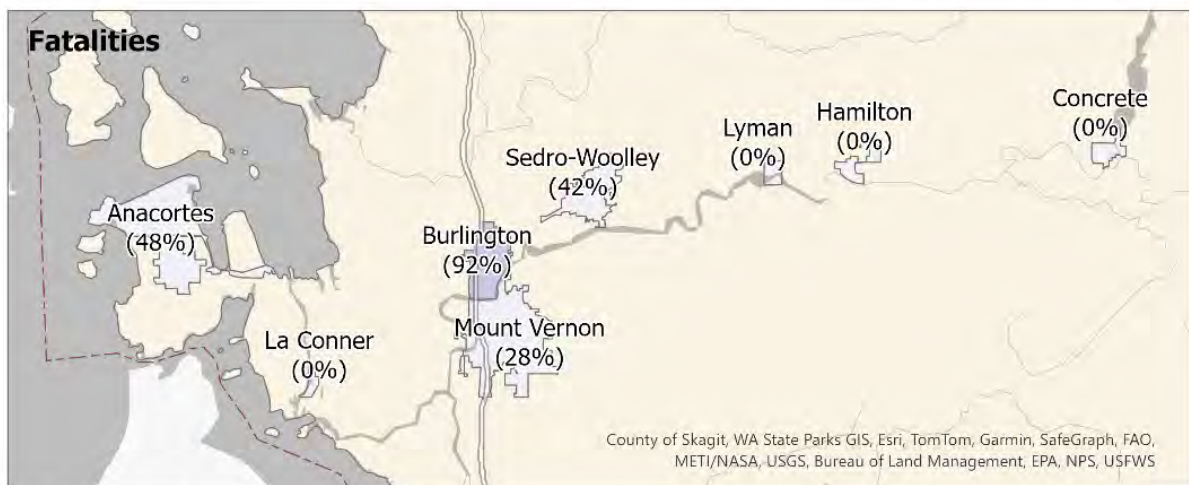 Fatalities
Concrete
(0%)
Hamilton
(0%)
Lyman
(0%)
Sedro-Woolley
(42%)
Anacortes
(48%)
Burlington
(92%)
Mount Vernon
(28%)
La Conner
(0%)
County of Skagit, WA State Parks GIS, Esri, TomTom, Garmin, SafeGraph, FAO,
METI/NASA, USGS, Bureau of Land Management, EPA, NPS, USFWS